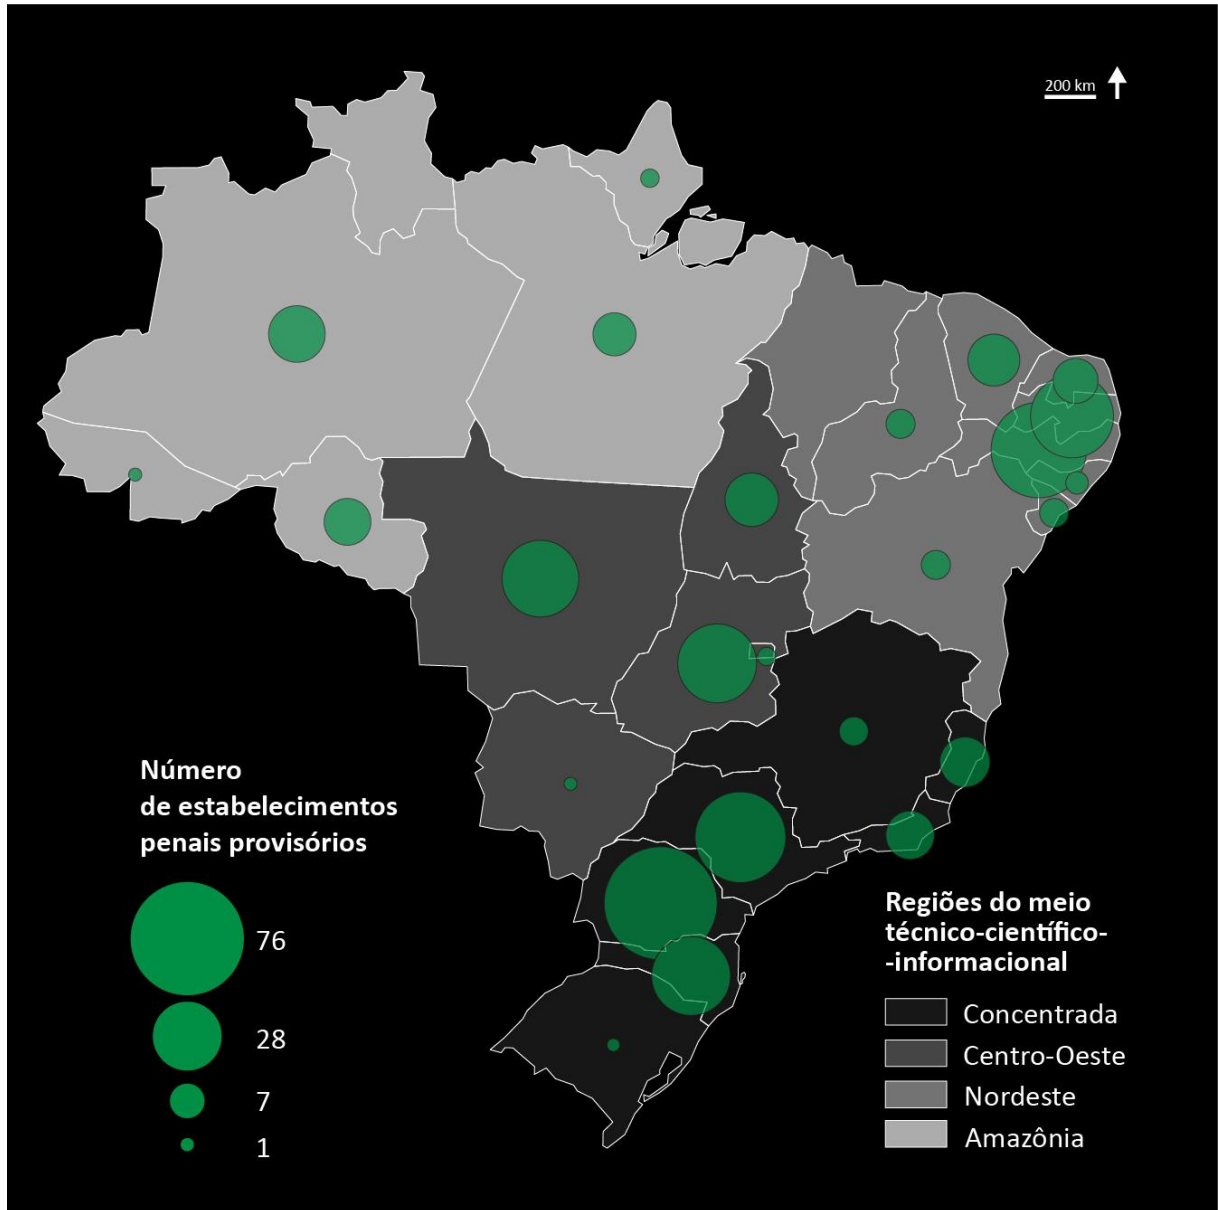 200 km
Número
de estabelecimentos
penais provisórios
76
28
7
1
Regiões do meio
técnico-científico-
-informacional
Concentrada
Centro-Oeste
Nordeste
Amazônia